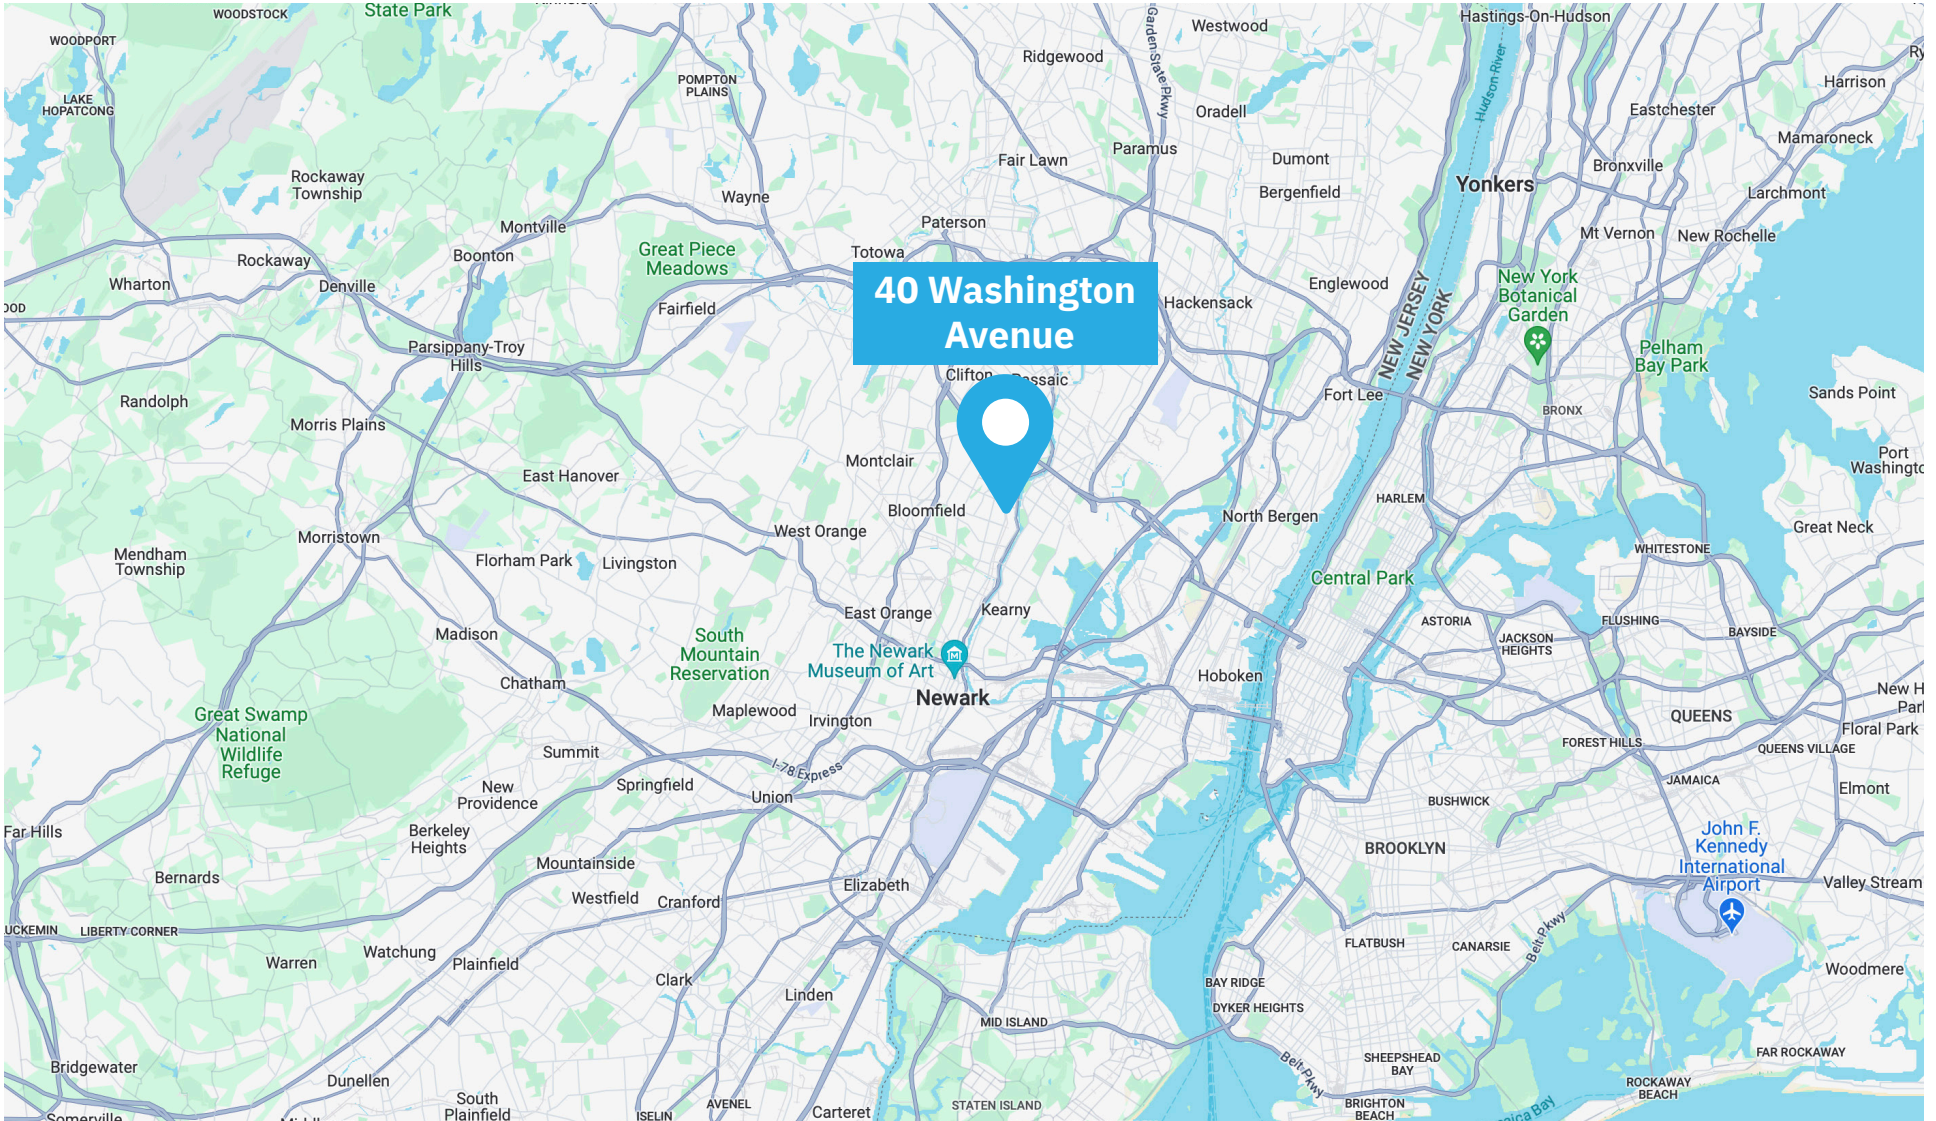 WOODSTOCK
State Park
Westwood
Hastings-On-Hudson
WOODPORT
Ridgewood
Garden State Pkwy
Hudson River
POMPTON
PLAINS
Harrison
LAKE
HOPATCONG
Oradell
Eastchester
Mamaroneck
Paramus
Fair Lawn
Dumont
Bronxville
Rockaway
Township
Bergenfield
Yonkers
Larchmont
Wayne
Montville
Paterson
Mt Vernon
New Rochelle
Totowa
Great Piece
Meadows
Boonton
Rockaway
Wharton
Denville
Englewood
New York
Botanical
Garden
40 Washington
Avenue
Fairfield
Hackensack
NEW JERSEY
NEW YORK
Parsippany-Troy
Hills
Pelham
Bay Park
Clifton
Passaic
Fort Lee
Sands Point
Randolph
BRONX
Morris Plains
Montclair
Port
East Hanover
HARLEM
Bloomfield
North Bergen
West Orange
Great Neck
Morristown
Mendham
Township
Florham Park
Livingston
WHITESTONE
Central Park
East Orange
Kearny
ASTORIA
FLUSHING
BAYSIDE
Madison
South
Mountain
Reservation
JACKSON
HEIGHTS
The Newark
Museum of Art
Hoboken
Chatham
Newark
New H
Maplewood
Irvington
Great Swamp
National
Wildlife
Refuge
QUEENS
Floral Park
Summit
FOREST HILLS
QUEENS VILLAGE
I-78 Express
Springfield
JAMAICA
New
Providence
Union
BUSHWICK
Elmont
Far Hills
Berkeley
Heights
BROOKLYN
John F.
Kennedy
International
Airport
Mountainside
Bernards
Elizabeth
Valley Stream
Westfield
Cranford
UCKEMIN
LIBERTY CORNER
Belt Pkwy
FLATBUSH
CANARSIE
Watchung
Warren
Plainfield
Woodmere
Clark
BAY RIDGE
Linden
DYKER HEIGHTS
MID ISLAND
Belt Pkwy
SHEEPSHEAD
BAY
FAR ROCKAWAY
Bridgewater
Dunellen
ROCKAWAY
BEACH
South
Plainfield
AVENEL
STATEN ISLAND
BRIGHTON
BEACH
Carteret
ISELIN
Somerville